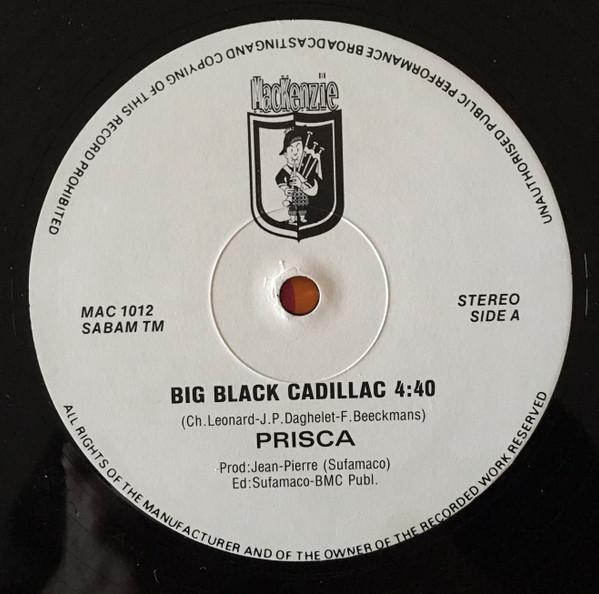 UNAUTHORISED PUBLIC PERFORMANCE BROADCASTING AND COPYING OF THIS RECORD PROHIBITED
MacKenzie
MAC 1012
SABAM TM
STEREO
SIDE A
BIG BLACK CADILLAC 4:40
(Ch.Leonard-J.P.Daghelet-F.Beeckmans)
PRISCA
Prod:Jean-Pierre (Sufamaco)
Ed:Sufamaco-BMC Publ.
ALL RIGHTS OF THE MANUFACTURER AND OF THE OWNER OF THE RECORDED WORK RESERVED